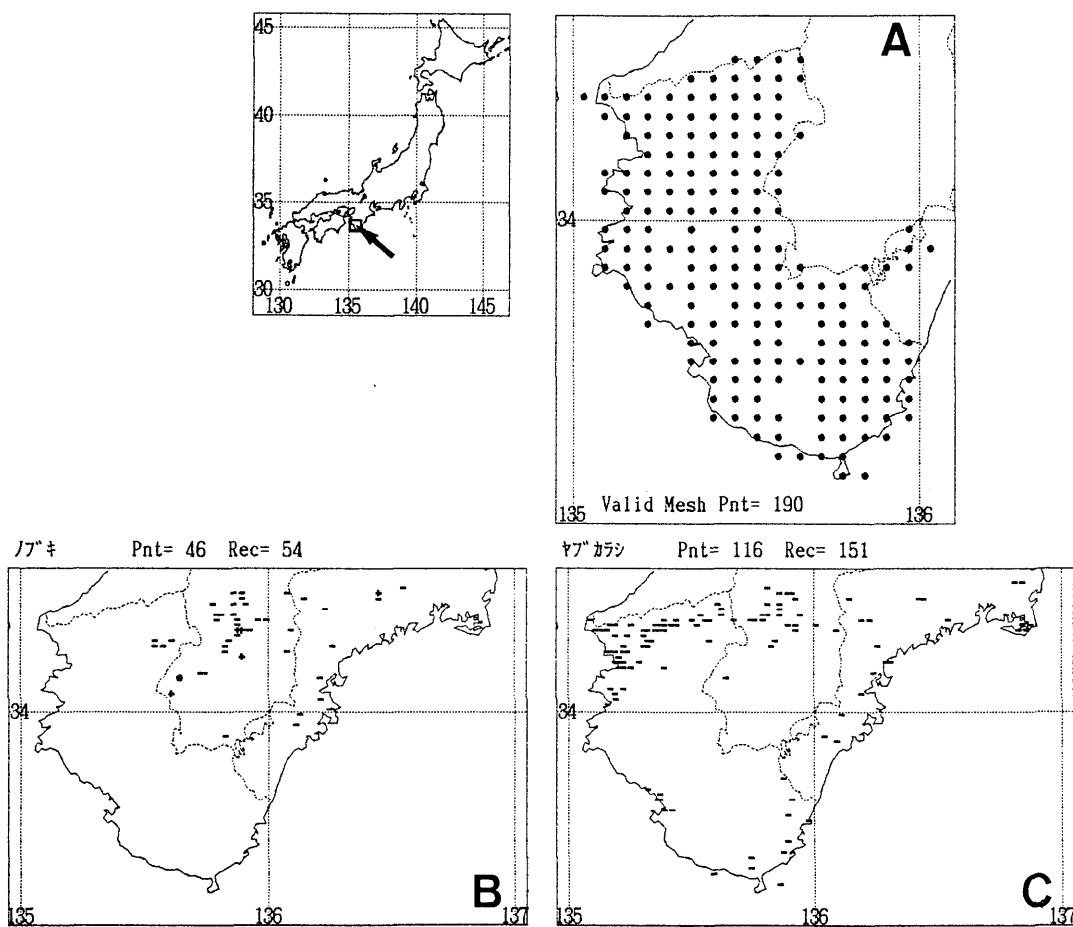 45
40
35
30
130 135 140 145
A
34
Valid Mesh Pnt= 190
135 136
ﾉﾌﾞｷ Pnt= 46 Rec= 54
34
B
135 136 137
ﾔﾌﾞｶﾗｼ Pnt= 116 Rec= 151
34
C
135 136 137